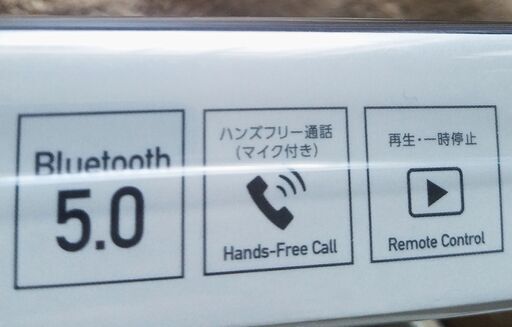 Bluetooth
5.0
ハンズフリー通話
(マイク付き)
Hands-Free Call
再生・一時停止
Remote Control